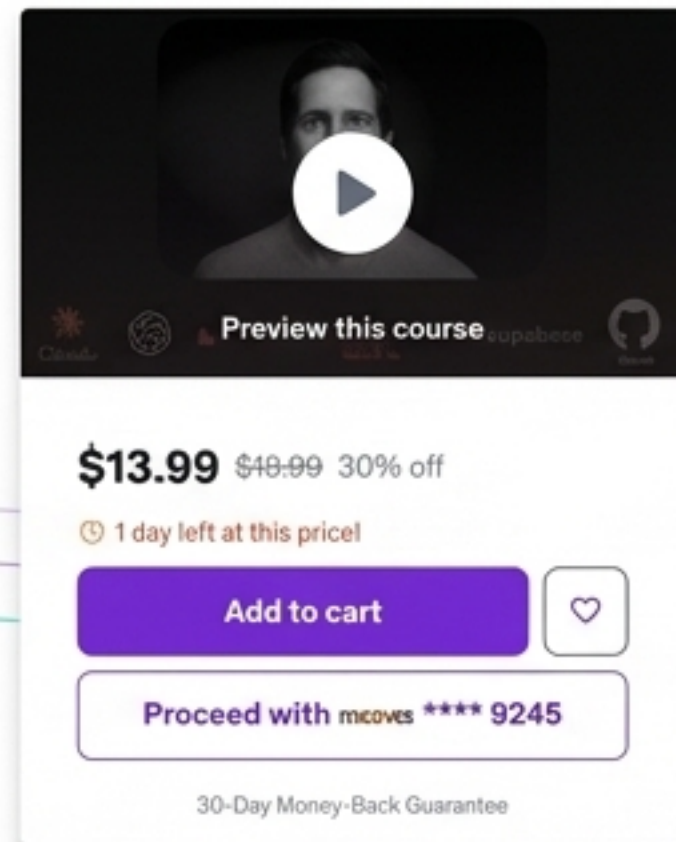 Preview this course
$13.99 $48.99 30% off
1 day left at this price!
Add to cart
Proceed with **** 9245
30-Day Money-Back Guarantee